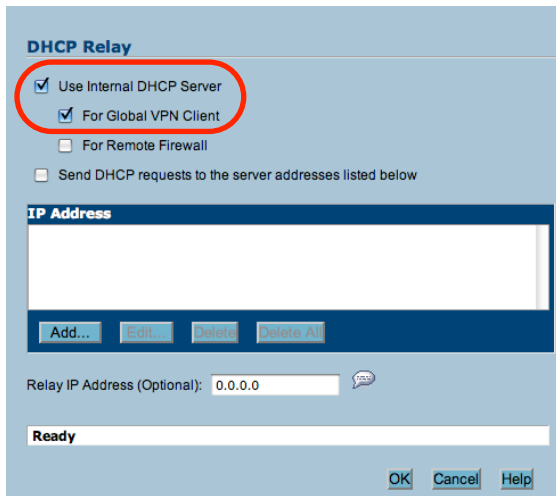 DHCP Relay
Use Internal DHCP Server
For Global VPN Client
For Remote Firewall
Send DHCP requests to the server addresses listed below
IP Address
Add... Edit... Delete Delete All
Relay IP Address (Optional): 0.0.0.0
Ready
OK Cancel Help